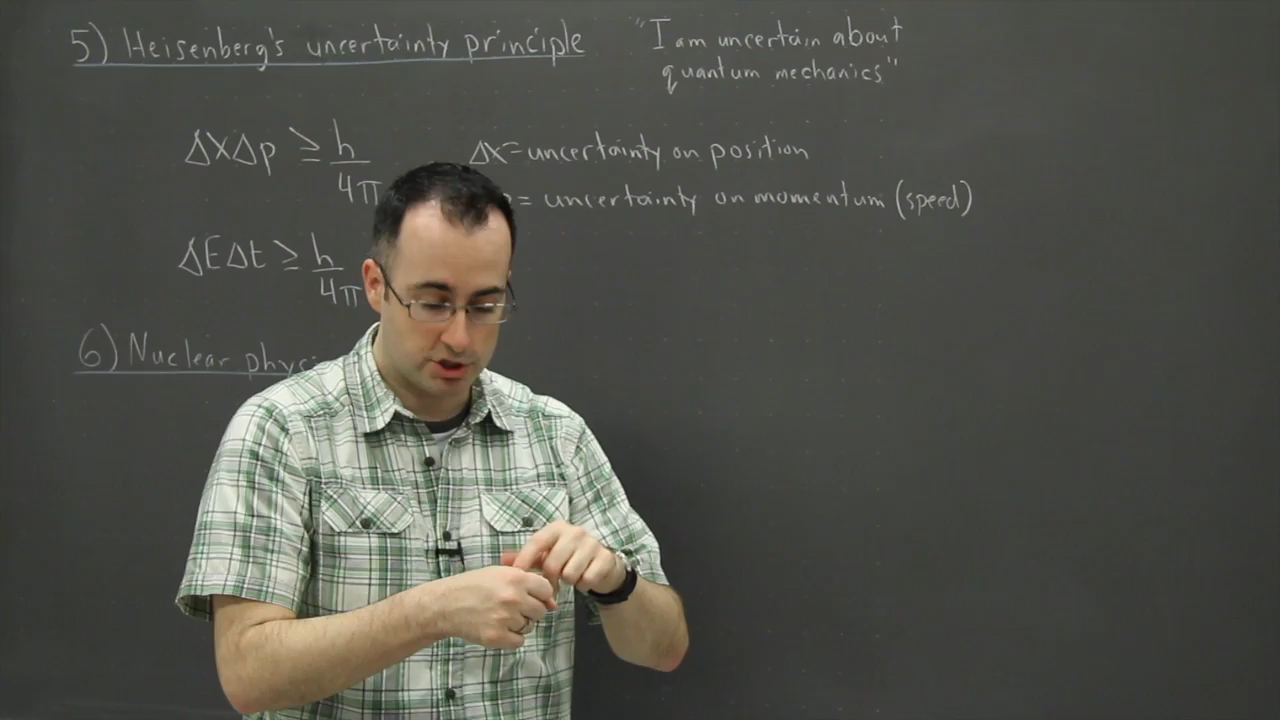 5) Heisenberg's uncertainty principle
"I am uncertain about
quantum mechanics"
ΔxΔp ≥ h/4π
Δx = uncertainty on position
= uncertainty on momentum (speed)
ΔEΔt ≥ h/4π
6) Nuclear